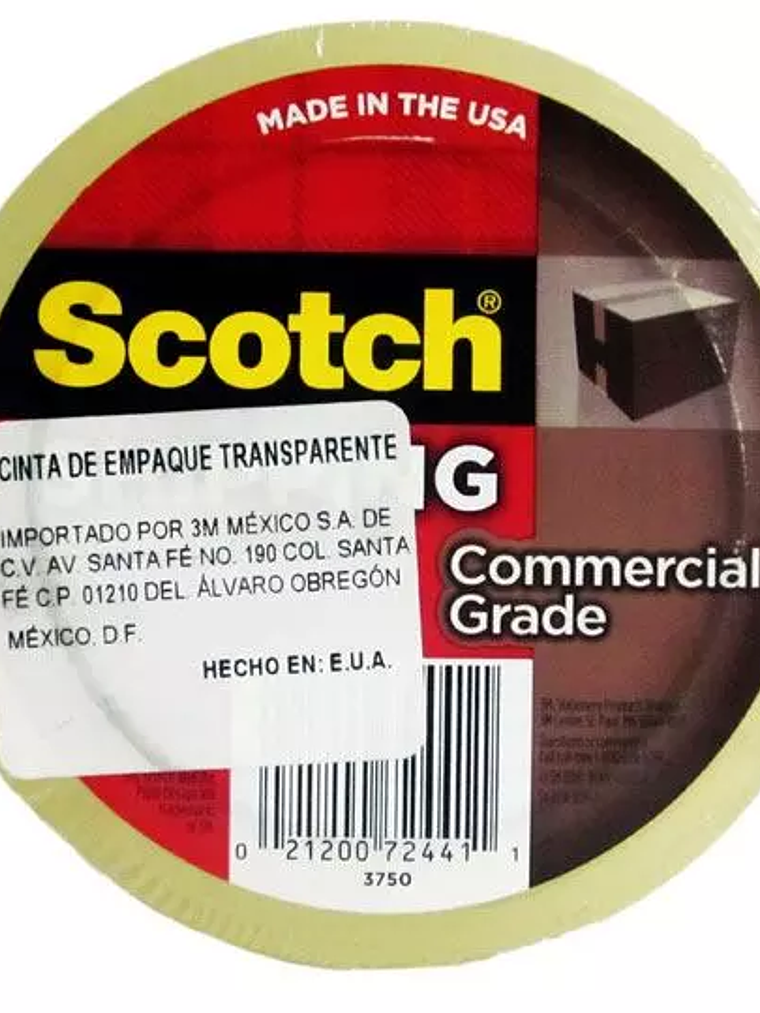 MADE IN THE USA
Scotch®
CINTA DE EMPAQUE TRANSPARENTE
IMPORTADO POR 3M MÉXICO S.A. DE
C.V. AV. SANTA FÉ NO. 190 COL. SANTA
FÉ C.P. 01210 DEL. ÁLVARO OBREGÓN
MÉXICO, D.F.
HECHO EN: E.U.A.
Commercial
Grade
0 21200 72441 1
3750